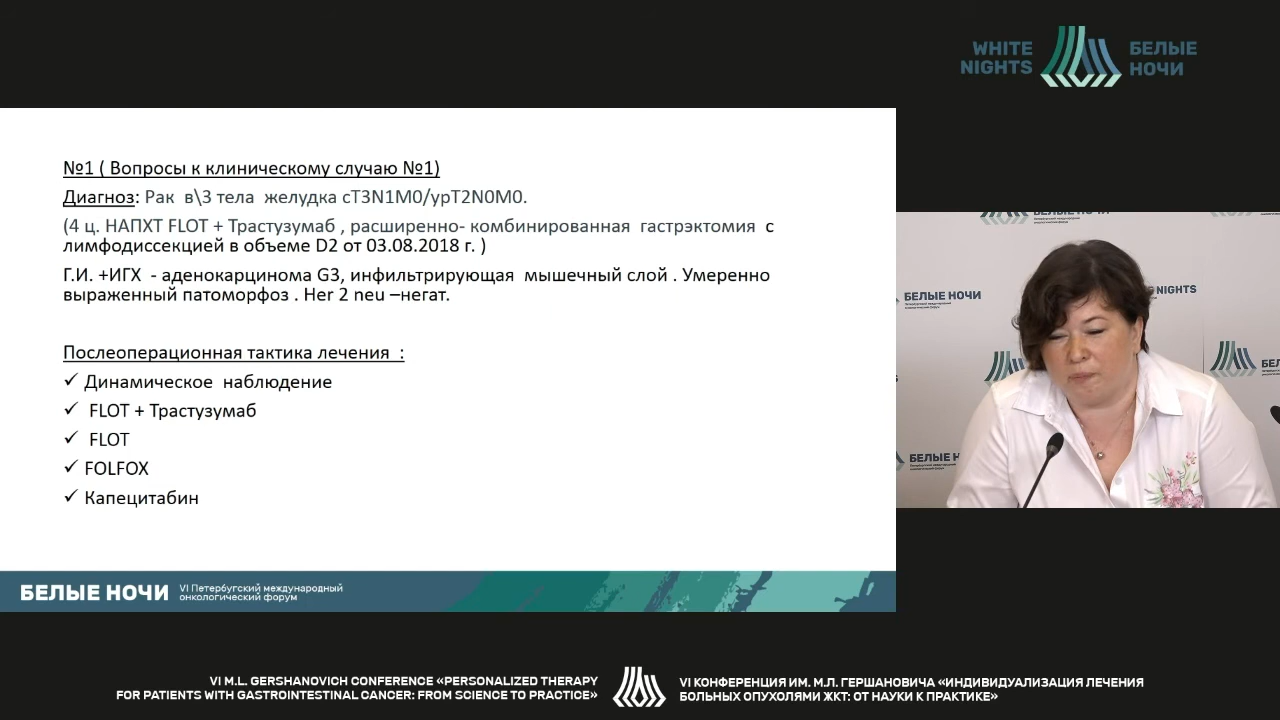 WHITE
NIGHTS
БЕЛЫЕ
НОЧИ
№1 ( Вопросы к клиническому случаю №1)
Диагноз: Рак в\3 тела желудка cT3N1M0/ypT2N0M0.
(4 ц. НАПХТ FLOT + Трастузумаб , расширенно- комбинированная гастрэктомия с
лимфодиссекцией в объеме D2 от 03.08.2018 г. )
Г.И. +ИГХ - аденокарцинома G3, инфильтрирующая мышечный слой . Умеренно
выраженный патоморфоз . Her 2 neu –негат.
Послеоперационная тактика лечения :
✓ Динамическое наблюдение
✓ FLOT + Трастузумаб
✓ FLOT
✓ FOLFOX
✓ Капецитабин
БЕЛЫЕ НОЧИ
NIGHTS
БЕЛЫЕ Н
БЕЛЫЕ НОЧИ
VI Петербугский международный
онкологический форум
VI M.L. GERSHANOVICH CONFERENCE «PERSONALIZED THERAPY
FOR PATIENTS WITH GASTROINTESTINAL CANCER: FROM SCIENCE TO PRACTICE»
VI КОНФЕРЕНЦИЯ ИМ. М.Л. ГЕРШАНОВИЧА «ИНДИВИДУАЛИЗАЦИЯ ЛЕЧЕНИЯ
БОЛЬНЫХ ОПУХОЛЯМИ ЖКТ: ОТ НАУКИ К ПРАКТИКЕ»